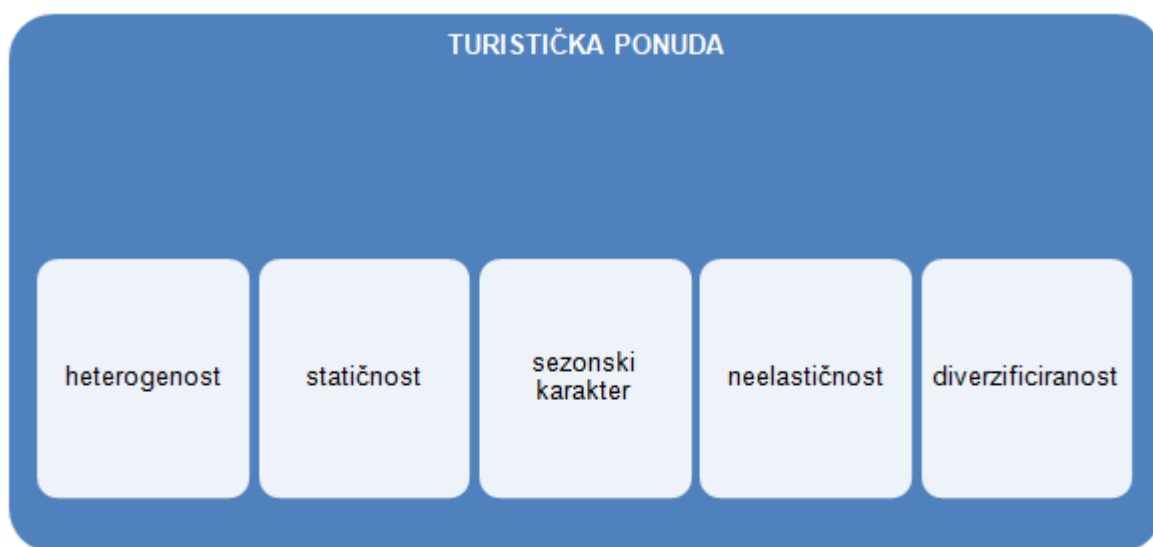 TURISTIČKA PONUDA
heterogenost
statičnost
sezonski
karakter
neelastičnost
diverzificiranost